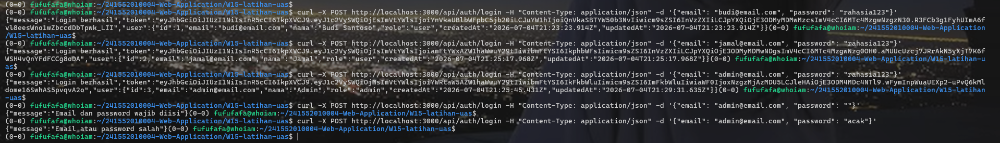 (0-0) fufufafa@whoiam:~/241552010004-Web-Application/W15-latihan-uas$
(0-0) fufufafa@whoiam:~/241552010004-Web-Application/W15-latihan-uas$ curl -X POST http://localhost:3000/api/auth/login -H "Content-Type: application/json" -d '{"email": "budi@email.com", "password": "rahasia123"}'
{"message":"Login berhasil","token":"eyJhbGciOiJIUzI1NiIsInR5cCI6IkpXVCJ9.eyJ1c2VySWQiOjEsImVtYWlsIjoiYnVkaUBlbWFpbC5jb20iLCJuYW1hIjoiQnVkaSBTYW50b3NvIiwicm9sZSI6InVzZXIiLCJpYXQiOjE3ODMyMDMwMzcsImV4cCI6MTc4MzgwNzgzN30.R3FCb3g1FyhUImA6f
vl8eesWno1wZbccdDbTpwk_LII","user":{"id":1,"email":"budi@email.com","nama":"Budi Santoso","role":"user","createdAt":"2026-07-04T21:23:23.914Z","updatedAt":"2026-07-04T21:23:23.914Z"}}(0-0) fufufafa@whoiam:~/241552010004-Web-Application
/W15-latihan-uas$
(0-0) fufufafa@whoiam:~/241552010004-Web-Application/W15-latihan-uas$ curl -X POST http://localhost:3000/api/auth/login -H "Content-Type: application/json" -d '{"email": "jamal@email.com", "password": "rahasia123"}'
{"message":"Login berhasil","token":"eyJhbGciOiJIUzI1NiIsInR5cCI6IkpXVCJ9.eyJ1c2VySWQiOjIsImVtYWlsIjoiamFtYWxAZW1haWwuY29tIiwibmFtYSI6IkphbWFsIiwicm9sZSI6InVzZXIiLCJpYXQiOjE3ODMyMDMwNDgsImV4cCI6MTc4MzgwNzg0OH0.aMUUcUzcj7JRrAkN5yXjT7K6f
WSH4vQnYFdFCCg8oDA","user":{"id":2,"email":"jamal@email.com","nama":"Jamal","role":"user","createdAt":"2026-07-04T21:25:17.968Z","updatedAt":"2026-07-04T21:25:17.968Z"}}(0-0) fufufafa@whoiam:~/241552010004-Web-Application/W15-latihan-u
as$
(0-0) fufufafa@whoiam:~/241552010004-Web-Application/W15-latihan-uas$ curl -X POST http://localhost:3000/api/auth/login -H "Content-Type: application/json" -d '{"email": "admin@email.com", "password": "rahasia123"}'
{"message":"Login berhasil","token":"eyJhbGciOiJIUzI1NiIsInR5cCI6IkpXVCJ9.eyJ1c2VySWQiOjMsImVtYWlsIjoiYWRtaW5AZW1haWwuY29tIiwibmFtYSI6IkFkbWluIiwicm9sZSI6ImFkbWluIiwiaWF0IjoxNzgzMjAzMDU5LCJleHAiOjE3ODM4MDc4NTl9.wFymInpWuaUEXp2-uPvQ6kMl
dome16SwhAS5pvqvA2o","user":{"id":3,"email":"admin@email.com","nama":"Admin","role":"admin","createdAt":"2026-07-04T21:25:45.431Z","updatedAt":"2026-07-04T21:29:31.635Z"}}(0-0) fufufafa@whoiam:~/241552010004-Web-Application/W15-latihan
-uas$
(0-0) fufufafa@whoiam:~/241552010004-Web-Application/W15-latihan-uas$ curl -X POST http://localhost:3000/api/auth/login -H "Content-Type: application/json" -d '{"email": "admin@email.com", "password": ""}'
{"message":"Email dan password wajib diisi"}(0-0) fufufafa@whoiam:~/241552010004-Web-Application/W15-latihan-uas$
(0-0) fufufafa@whoiam:~/241552010004-Web-Application/W15-latihan-uas$ curl -X POST http://localhost:3000/api/auth/login -H "Content-Type: application/json" -d '{"email": "admin@email.com", "password": "acak"}'
{"message":"Email atau password salah"}(0-0) fufufafa@whoiam:~/241552010004-Web-Application/W15-latihan-uas$
(0-0) fufufafa@whoiam:~/241552010004-Web-Application/W15-latihan-uas$